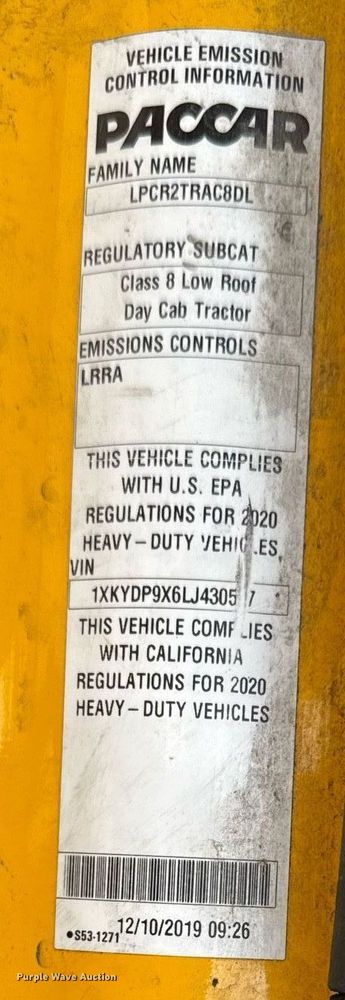 VEHICLE EMISSION
CONTROL INFORMATION
PACCAR
FAMILY NAME
LPCR2TRAC8DL
REGULATORY SUBCAT
Class 8 Low Roof
Day Cab Tractor
EMISSIONS CONTROLS
LRRA
THIS VEHICLE COMPLIES
WITH U.S. EPA
REGULATIONS FOR 2020
HEAVY-DUTY VEHICLES,
VIN
THIS VEHICLE COMPLIES
WITH CALIFORNIA
REGULATIONS FOR 2020
HEAVY-DUTY VEHICLES
•S53-1271 12/10/2019 09:26
Purple Wave Auction